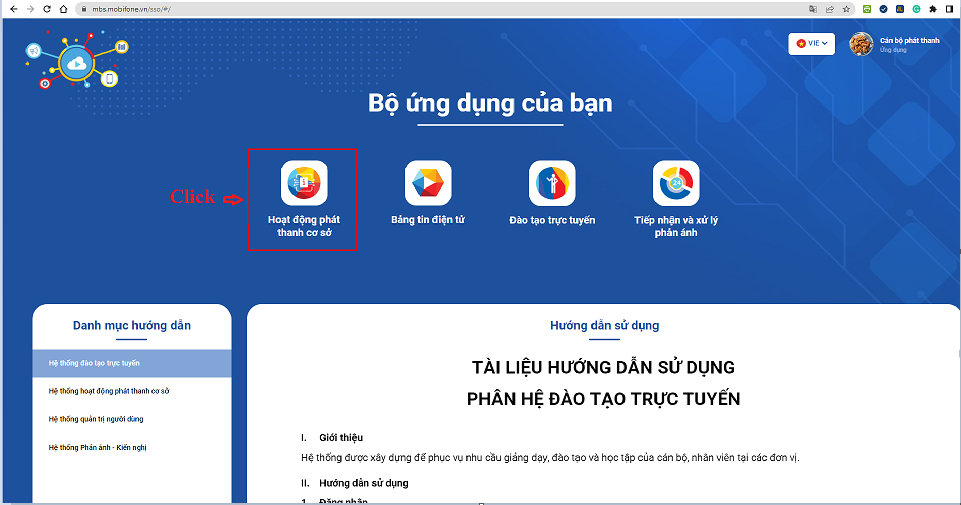 mbs.mobifone.vn/sso/#/
VIE
Cán bộ phát thanh
Ứng dụng
Bộ ứng dụng của bạn
Click ⇨
Hoạt động phát
thanh cơ sở
Bảng tin điện tử
Đào tạo trực tuyến
24
Tiếp nhận và xử lý
phản ánh
Danh mục hướng dẫn
Hệ thống đào tạo trực tuyến
Hệ thống hoạt động phát thanh cơ sở
Hệ thống quản trị người dùng
Hệ thống Phản ánh - Kiến nghị
Hướng dẫn sử dụng
TÀI LIỆU HƯỚNG DẪN SỬ DỤNG
PHÂN HỆ ĐÀO TẠO TRỰC TUYẾN
I. Giới thiệu
Hệ thống được xây dựng để phục vụ nhu cầu giảng dạy, đào tạo và học tập của cán bộ, nhân viên tại các đơn vị.
II. Hướng dẫn sử dụng
1. Đăng nhập